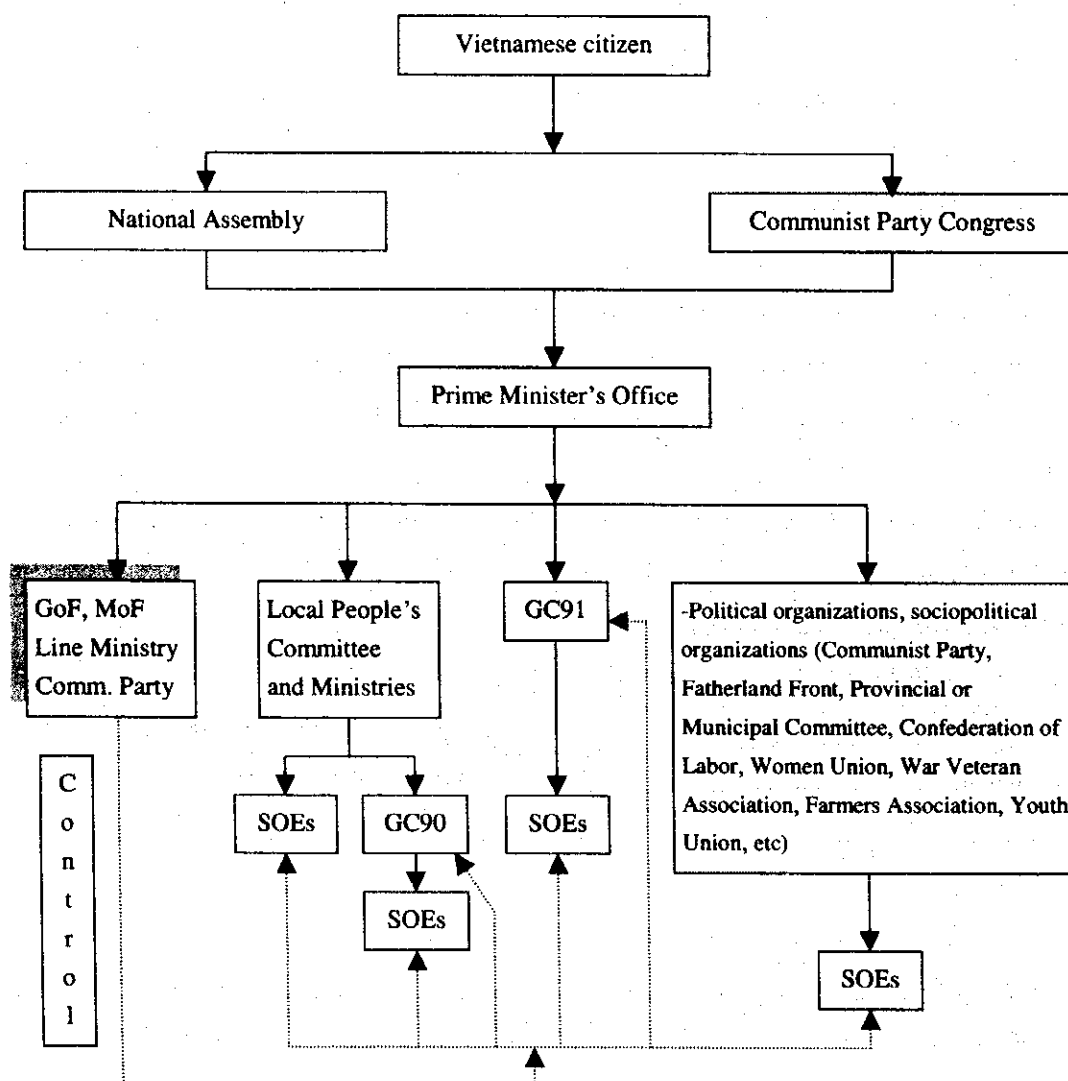 Vietnamese citizen
National Assembly
Communist Party Congress
Prime Minister's Office
GoF, MoF
Line Ministry
Comm. Party
Local People's
Committee
and Ministries
GC91
-Political organizations, sociopolitical
organizations (Communist Party,
Fatherland Front, Provincial or
Municipal Committee, Confederation of
Labor, Women Union, War Veteran
Association, Farmers Association, Youth
Union, etc)
Control
SOEs
GC90
SOEs
SOEs
SOEs